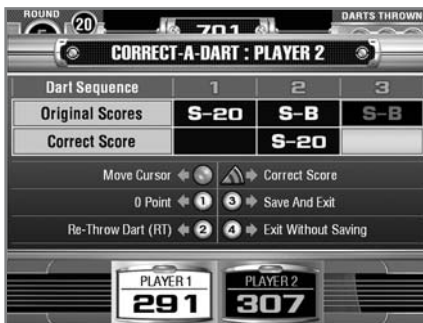 ROUND
20
701
DARTS THROWN
CORRECT-A-DART : PLAYER 2
Dart Sequence 1 2 3
Original Scores S-20 S-B S-B
Correct Score S-20
Move Cursor Correct Score
0 Point 1 3 Save And Exit
Re-Throw Dart (RT) 2 4 Exit Without Saving
PLAYER 1 PLAYER 2
291 307